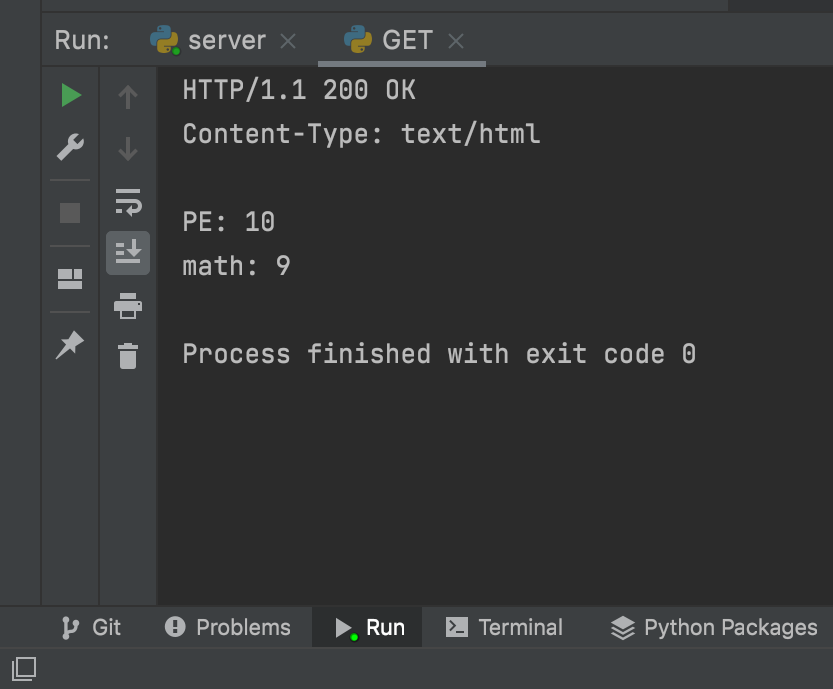 Run: server GET
HTTP/1.1 200 OK
Content-Type: text/html
PE: 10
math: 9
Process finished with exit code 0
Git Problems Run Terminal Python Packages